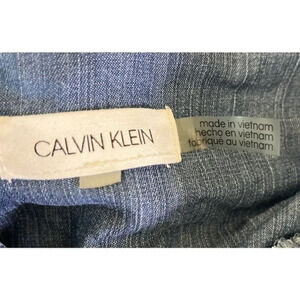 CALVIN KLEIN
made in vietnam
hecho en vietnam
fabriqué au vietnam